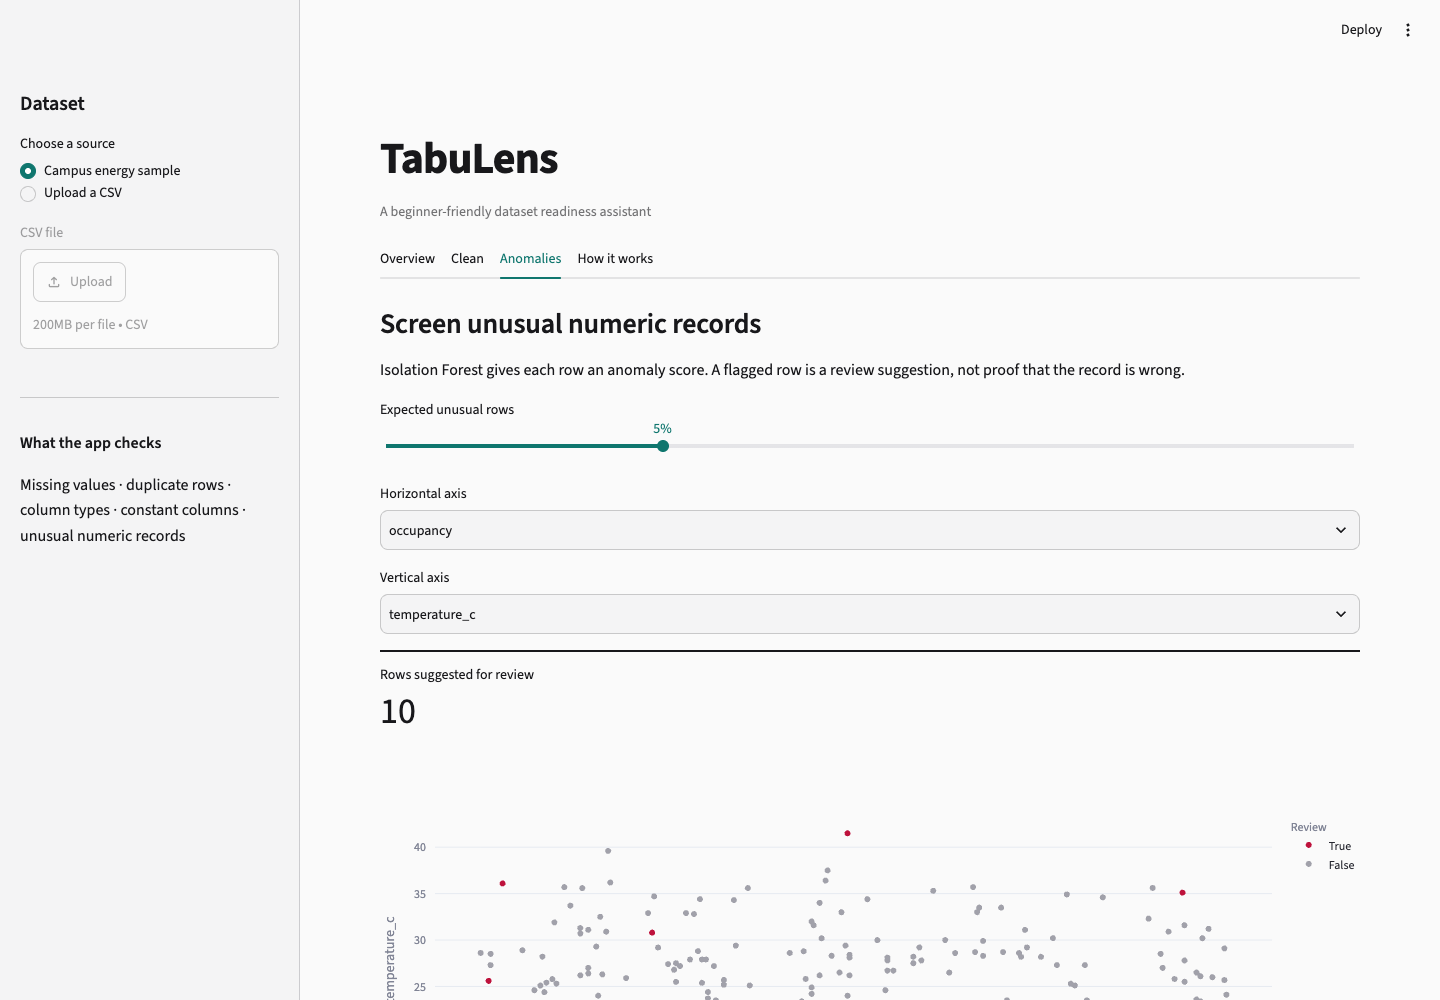 Deploy
Dataset
Choose a source
Campus energy sample
Upload a CSV
CSV file
Upload
200MB per file • CSV
What the app checks
Missing values · duplicate rows ·
column types · constant columns ·
unusual numeric records
TabuLens
A beginner-friendly dataset readiness assistant
Overview Clean Anomalies How it works
Screen unusual numeric records
Isolation Forest gives each row an anomaly score. A flagged row is a review suggestion, not proof that the record is wrong.
Expected unusual rows
5%
Horizontal axis
occupancy
Vertical axis
temperature_c
Rows suggested for review
10
Review
True
False
40
35
30
25
temperature_c